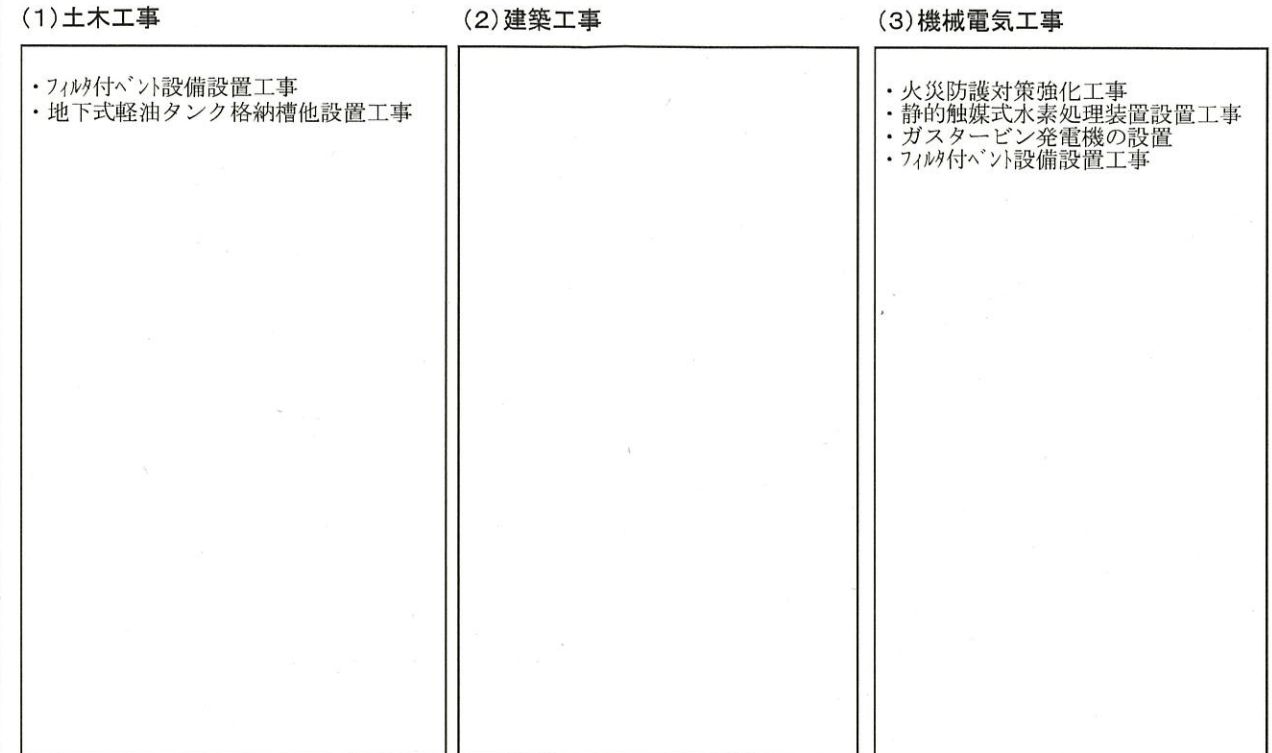 (1)土木工事
・フィルタ付ベント設備設置工事
・地下式軽油タンク格納槽他設置工事
(2)建築工事
(3)機械電気工事
・火災防護対策強化工事
・静的触媒式水素処理装置設置工事
・ガスタービン発電機の設置
・フィルタ付ベント設備設置工事